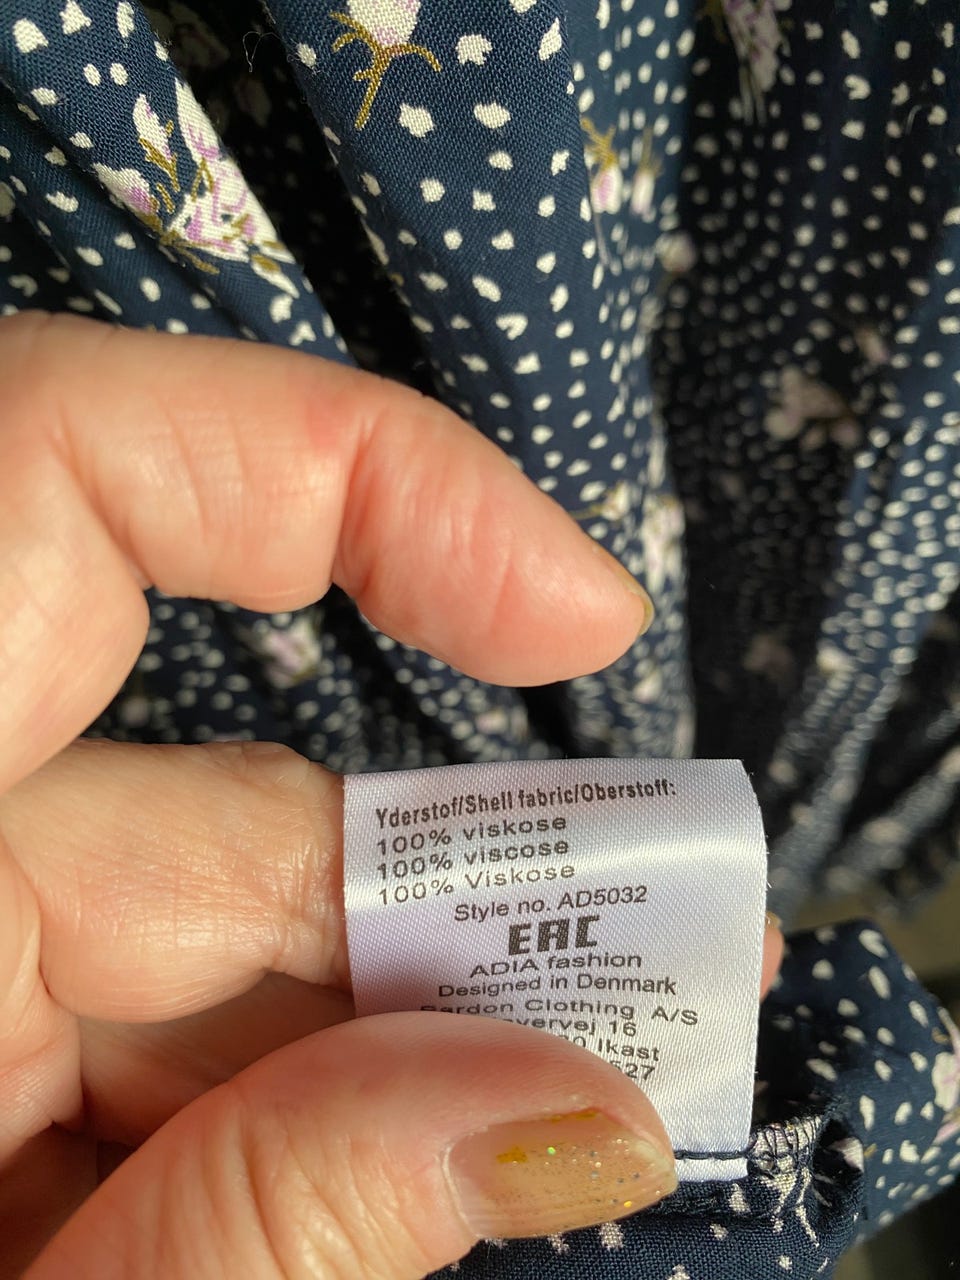 Yderstof/Shell fabric/Oberstoff:
100% viskose
100% viscose
100% Viskose
Style no. AD5032
EAC
ADIA fashion
Designed in Denmark
Clothing A/S
16
Ikast